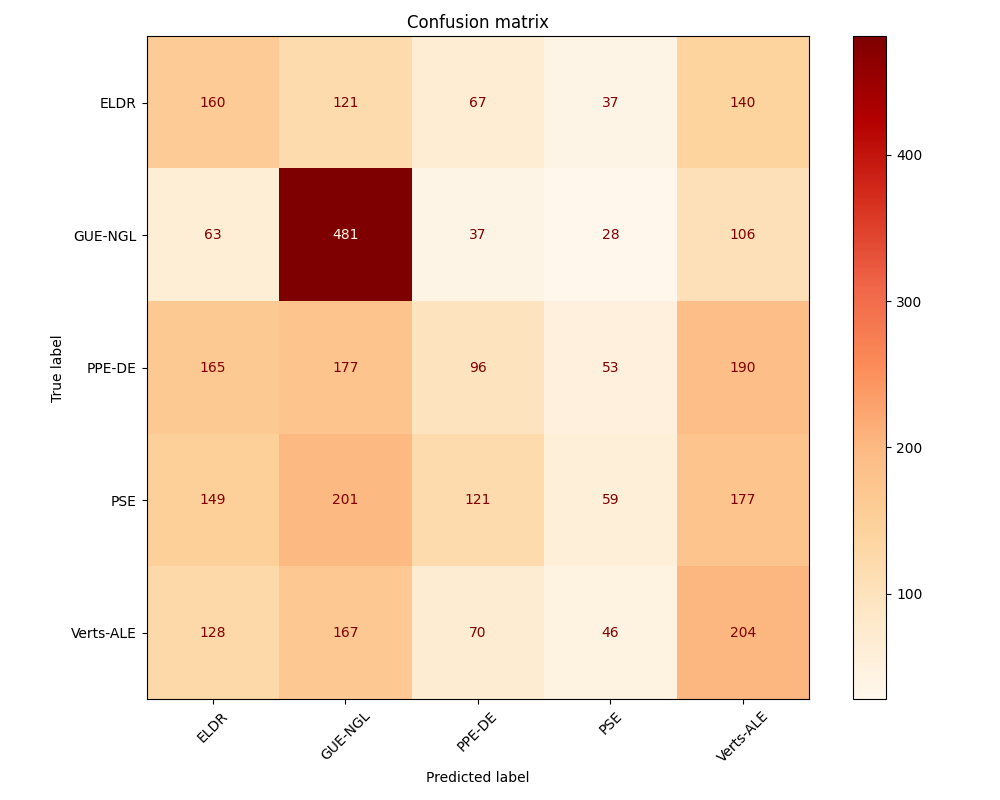 Confusion matrix
ELDR 160 121 67 37 140
GUE-NGL 63 481 37 28 106
PPE-DE 165 177 96 53 190
PSE 149 201 121 59 177
Verts-ALE 128 167 70 46 204
ELDR GUE-NGL PPE-DE PSE Verts-ALE
Predicted label
True label
400
300
200
100